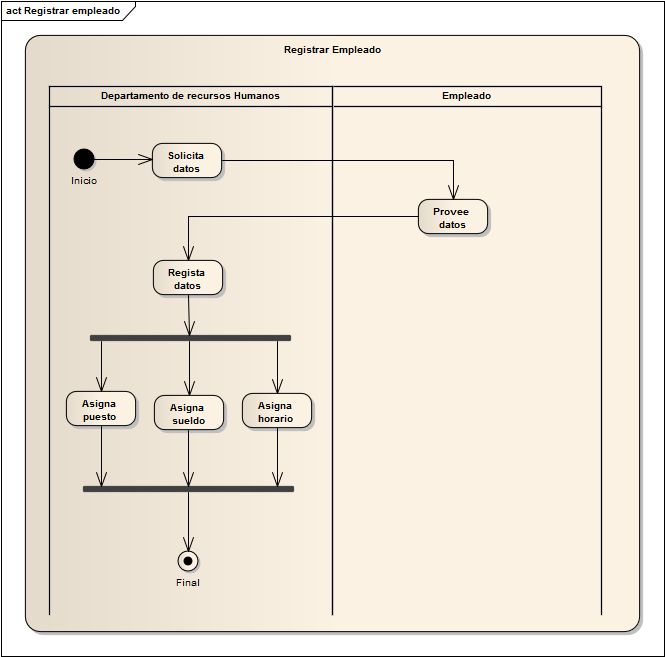 act Registrar empleado
Registrar Empleado
Departamento de recursos Humanos
Empleado
Solicita
datos
Inicio
Provee
datos
Regista
datos
Asigna
puesto
Asigna
sueldo
Asigna
horario
Final